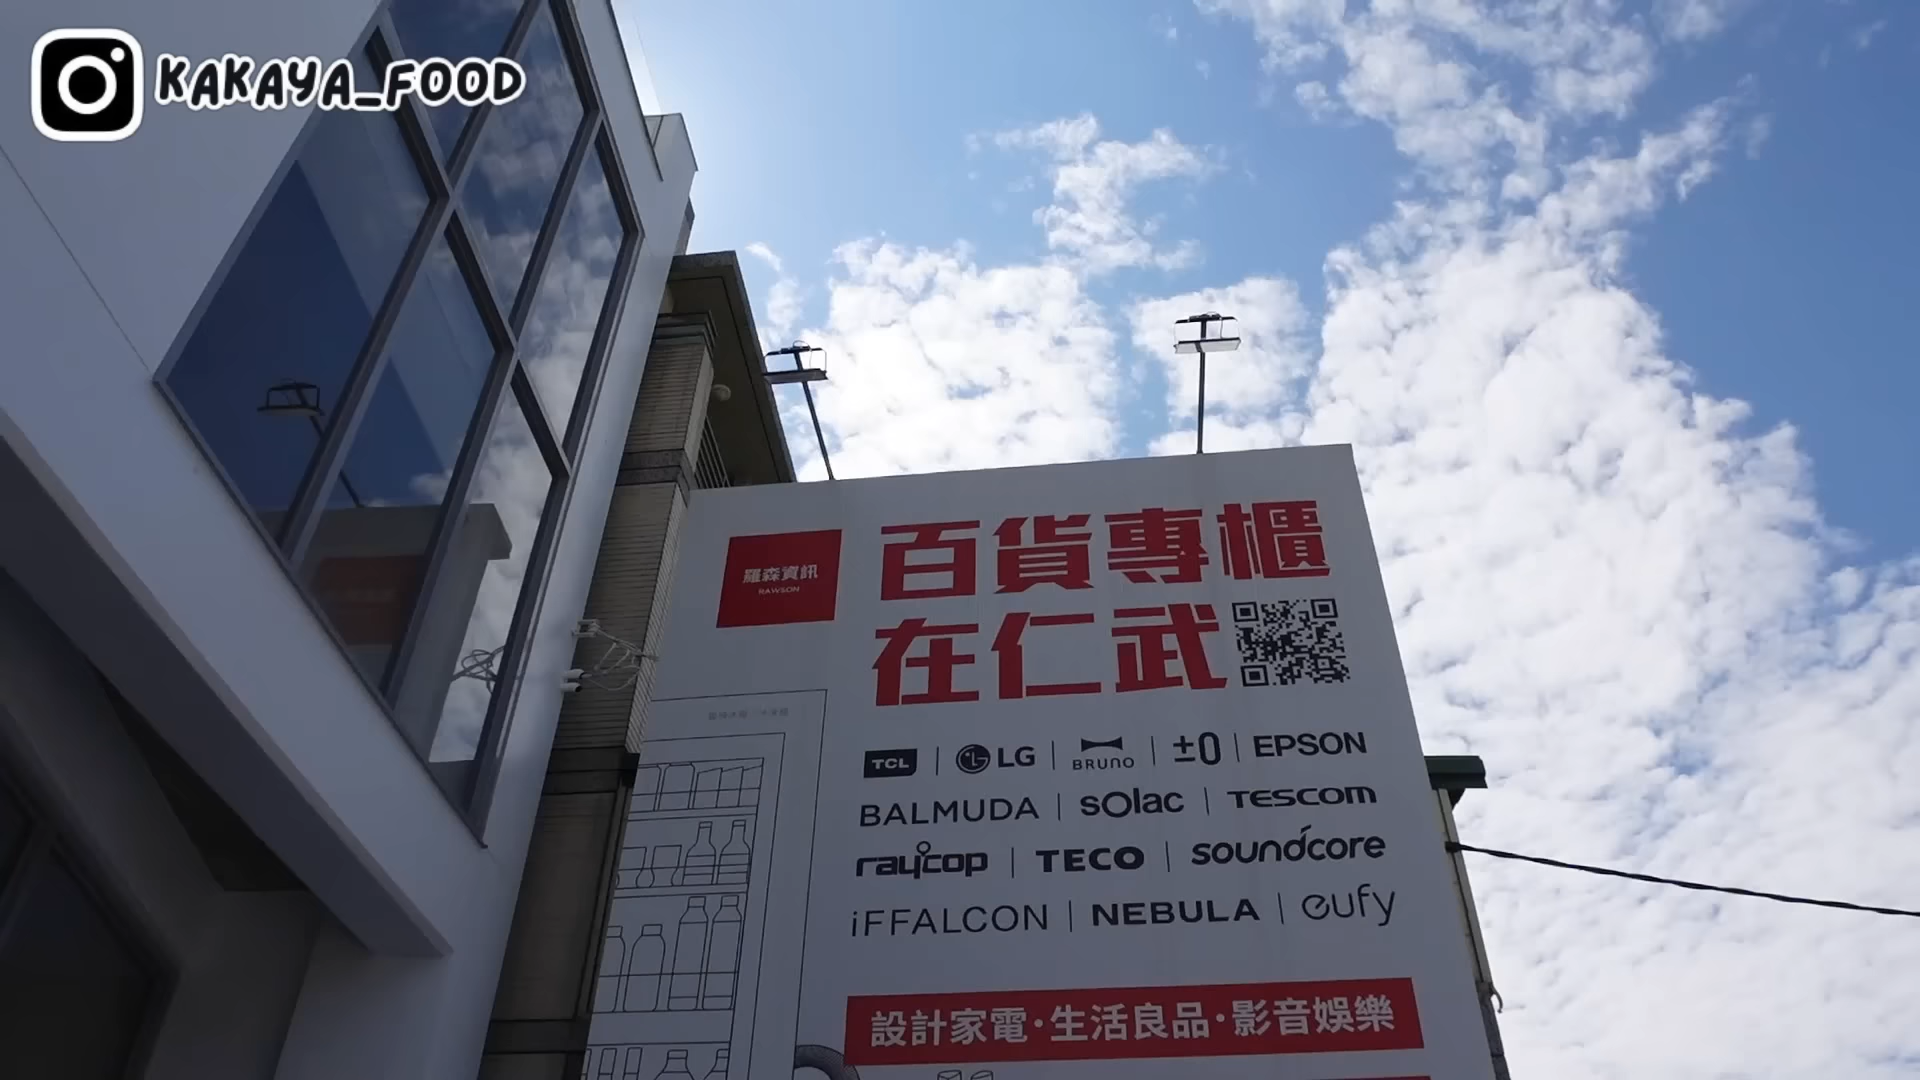 KAKAYA_FOOD
百貨專櫃
羅森資訊
RAWSON
在仁武
TCL | LG | BRUNO | ±0 | EPSON
BALMUDA | sOlac | TESCOM
raycop | TECO | soundcore
iFFALCON | NEBULA | eufy
設計家電·生活良品·影音娛樂